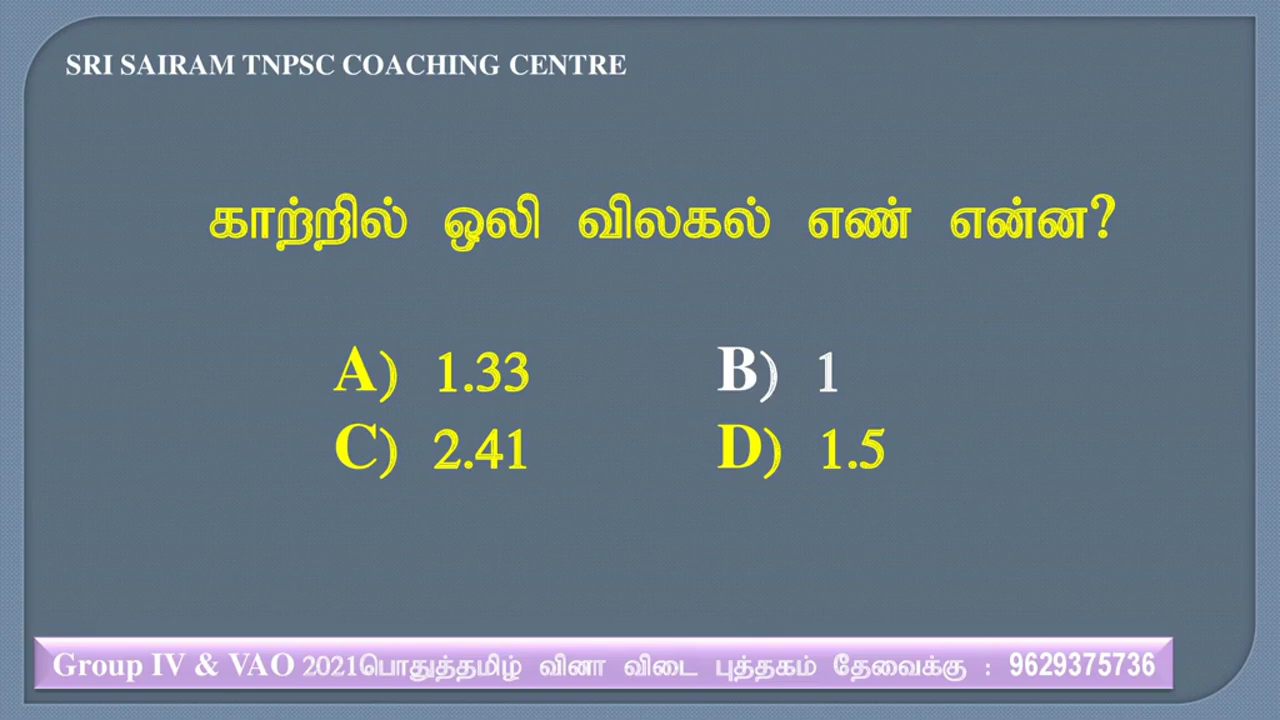 SRI SAIRAM TNPSC COACHING CENTRE
காற்றில் ஒலி விலகல் எண் என்ன?
A) 1.33 B) 1
C) 2.41 D) 1.5
Group IV & VAO 2021பொதுத்தமிழ் வினா விடை புத்தகம் தேவைக்கு : 9629375736